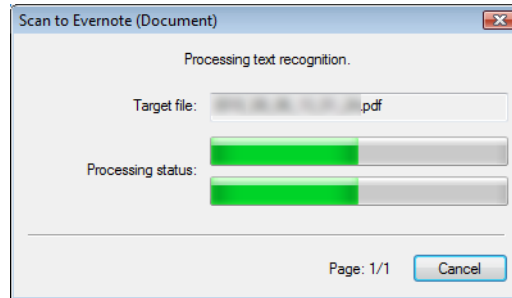 Scan to Evernote (Document)
Processing text recognition.
Target file: .pdf
Processing status:
Page: 1/1 Cancel